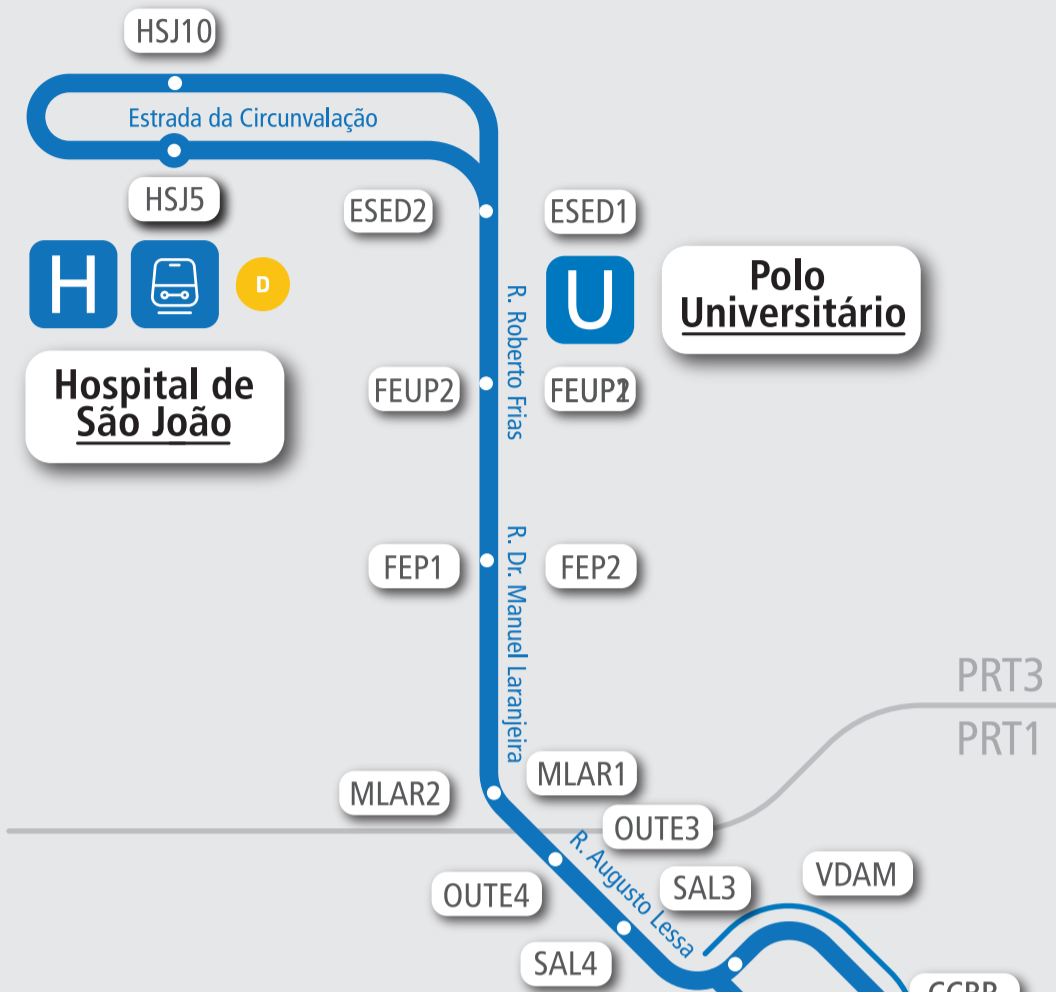 HSJ10
Estrada da Circunvalação
HSJ5
ESED2
ESED1
H
D
U
Polo
Universitário
R. Roberto Frias
Hospital de
São João
FEUP2
FEP1
FEP2
R. Dr. Manuel Laranjeira
PRT3
PRT1
MLAR2
MLAR1
OUTE3
R. Augusto Lessa
OUTE4
SAL3
VDAM
SAL4